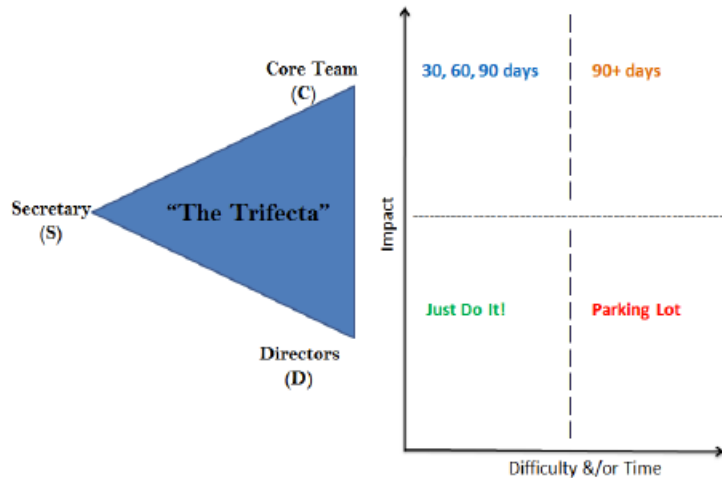 Core Team
(C)
Secretary
(S)
“The Trifecta”
Directors
(D)
Impact
30, 60, 90 days
90+ days
Just Do It!
Parking Lot
Difficulty &/or Time